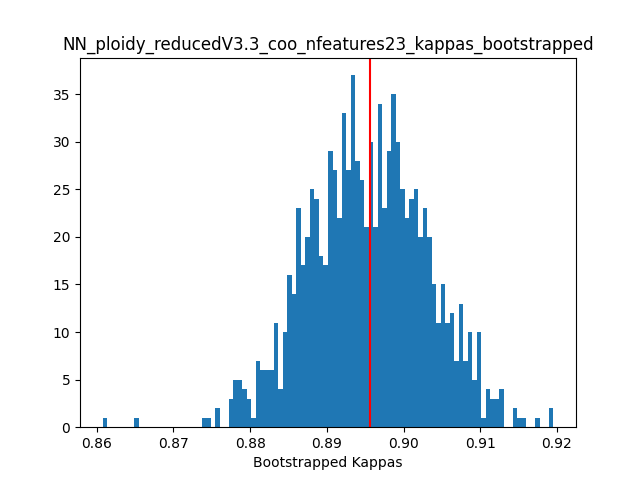 NN_ploidy_reducedV3.3_coo_nfeatures23_kappas_bootstrapped
35
30
25
20
15
10
5
0
0.86 0.87 0.88 0.89 0.90 0.91 0.92
Bootstrapped Kappas